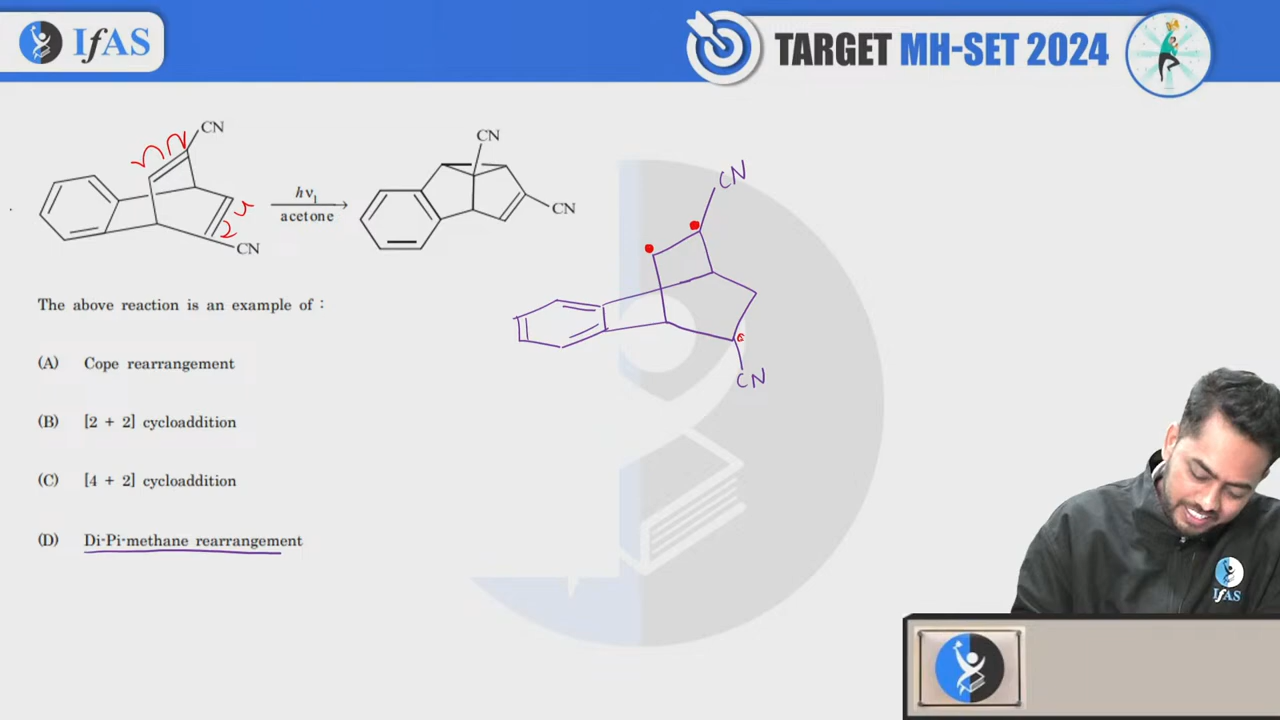 IfAS
TARGET MH-SET 2024
CN
CN
hν₁
acetone
CN
CN
CN
CN
The above reaction is an example of :
(A) Cope rearrangement
(B) [2 + 2] cycloaddition
(C) [4 + 2] cycloaddition
(D) Di-Pi-methane rearrangement
IfAS